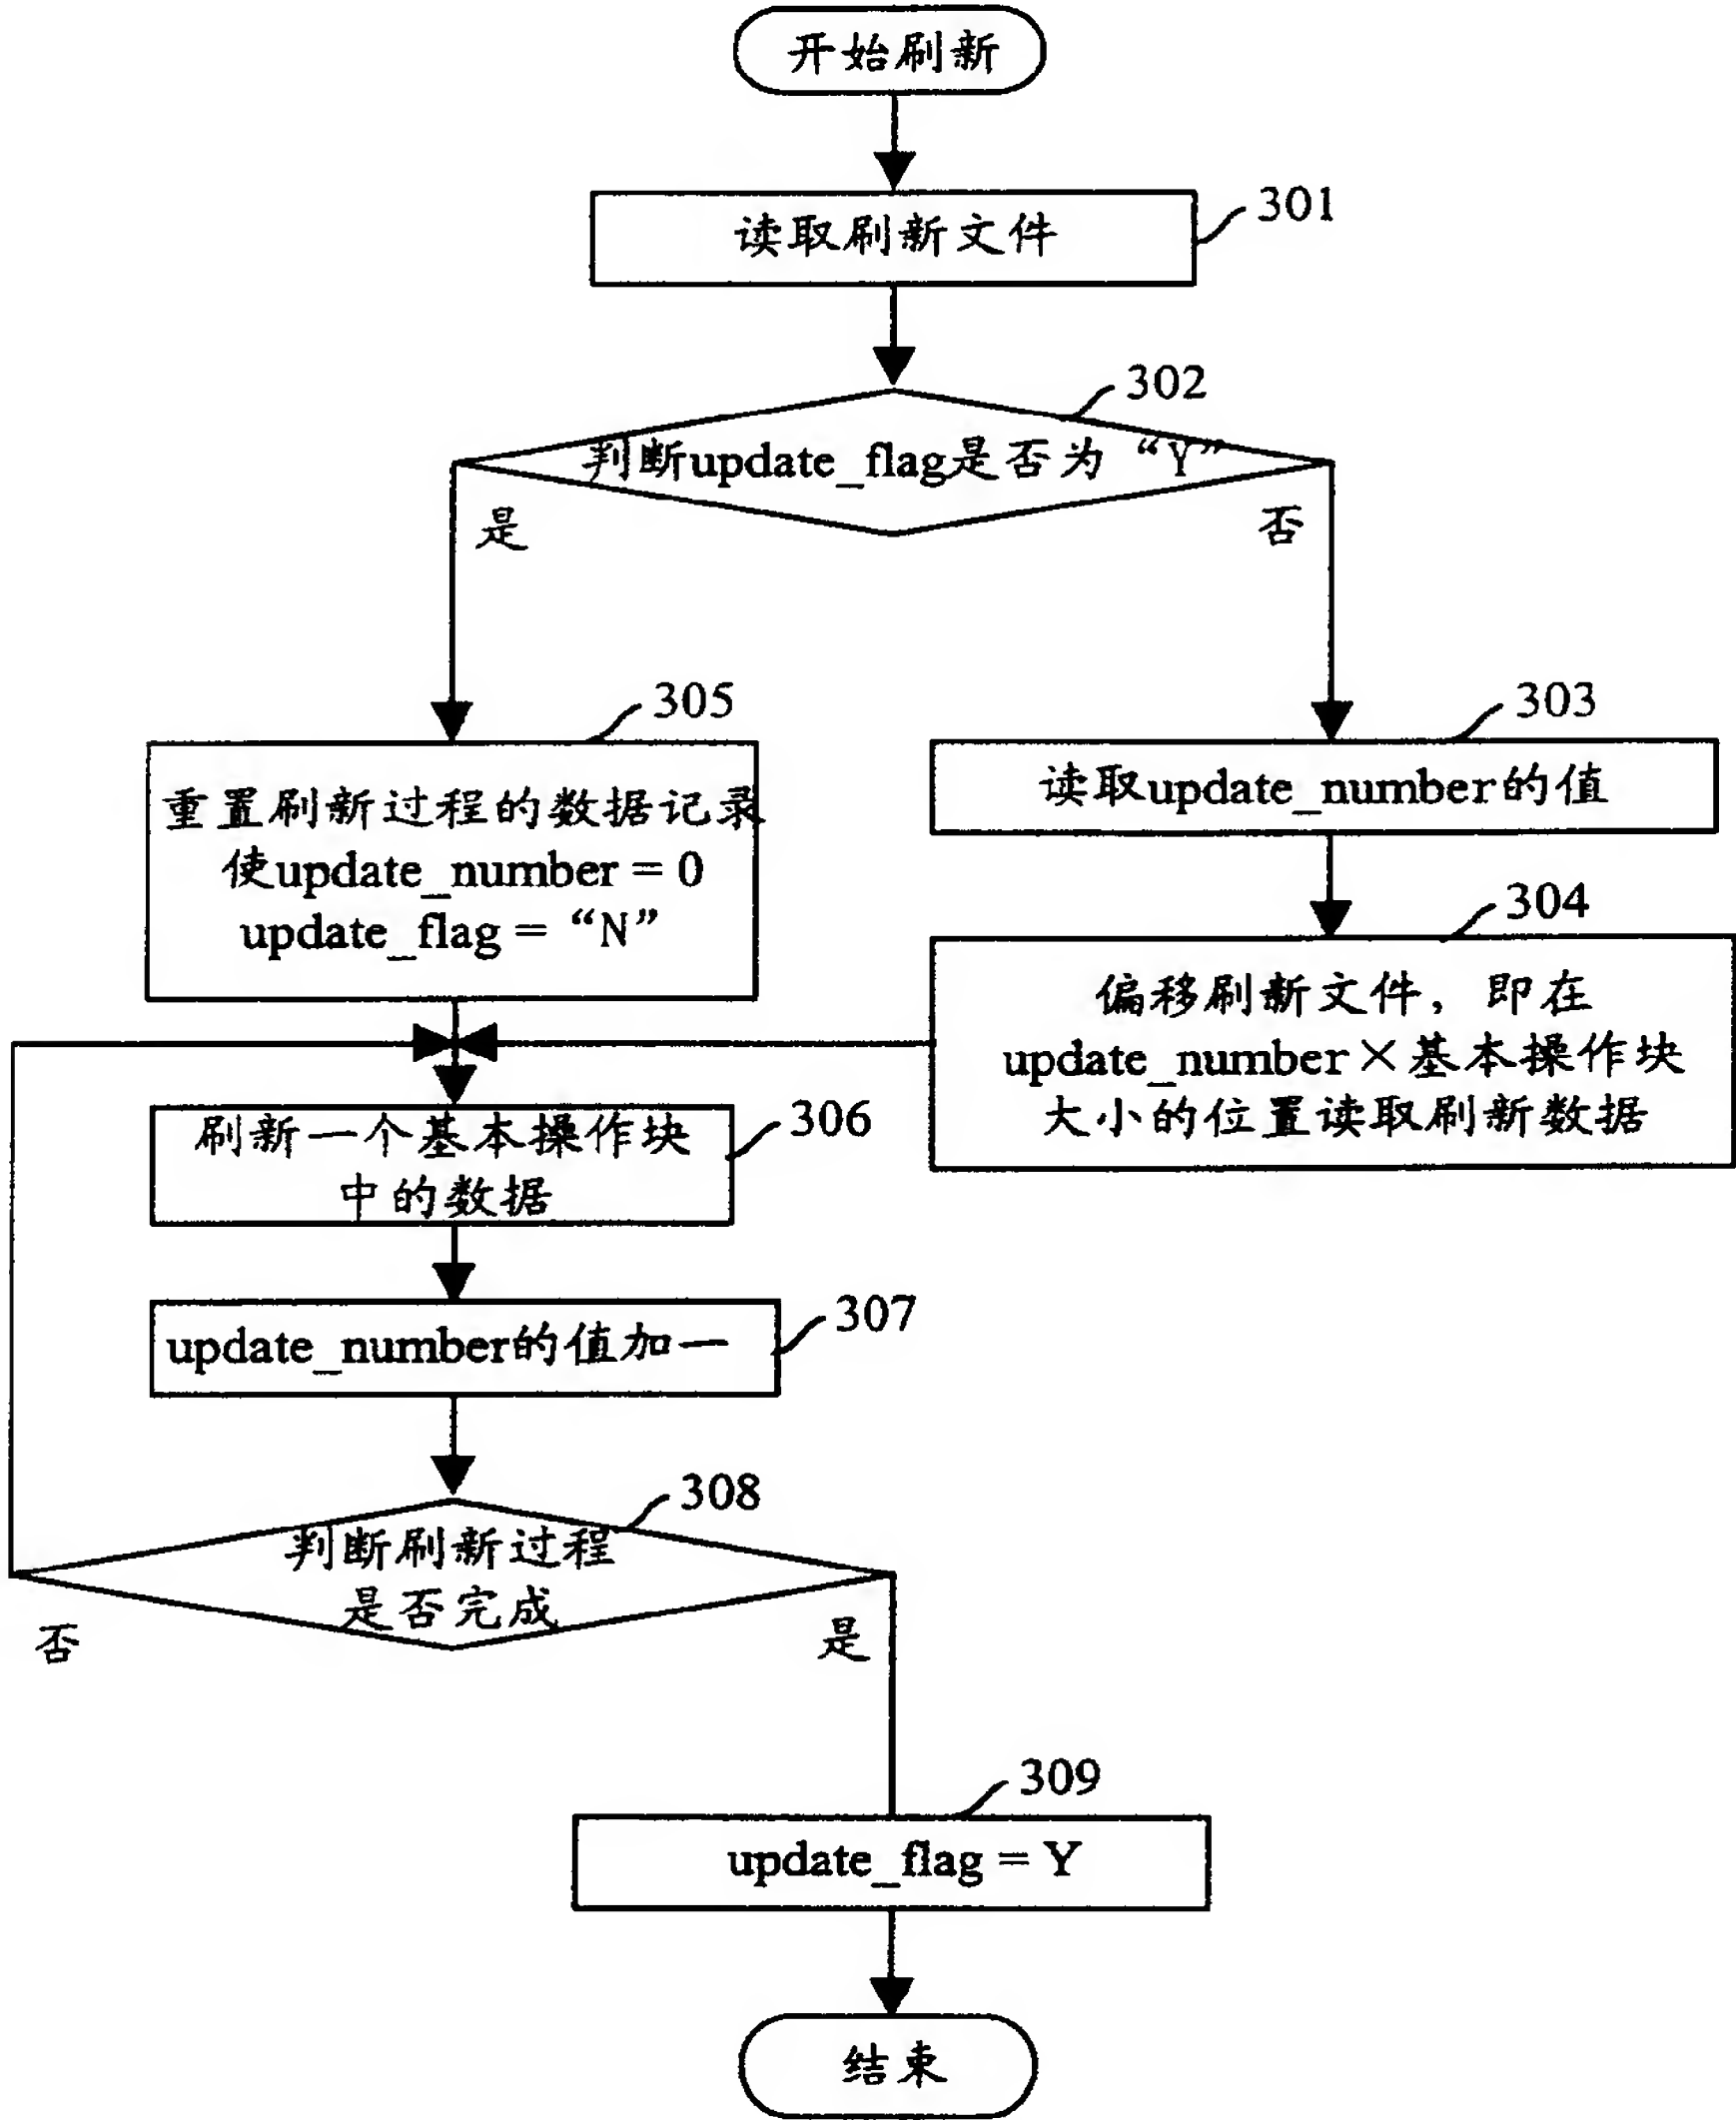 开始刷新
301
读取刷新文件
302
判断update_flag是否为“Y”
是
否
305
重置刷新过程的数据记录
使update_number = 0
update_flag = “N”
303
读取update_number的值
304
偏移刷新文件，即在
update_number×基本操作块
大小的位置读取刷新数据
306
刷新一个基本操作块
中的数据
307
update_number的值加一
308
判断刷新过程
是否完成
否
是
309
update_flag = Y
结束